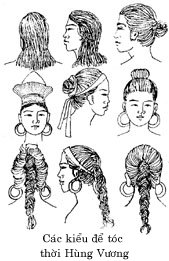 Các kiểu để tóc
thời Hùng Vương